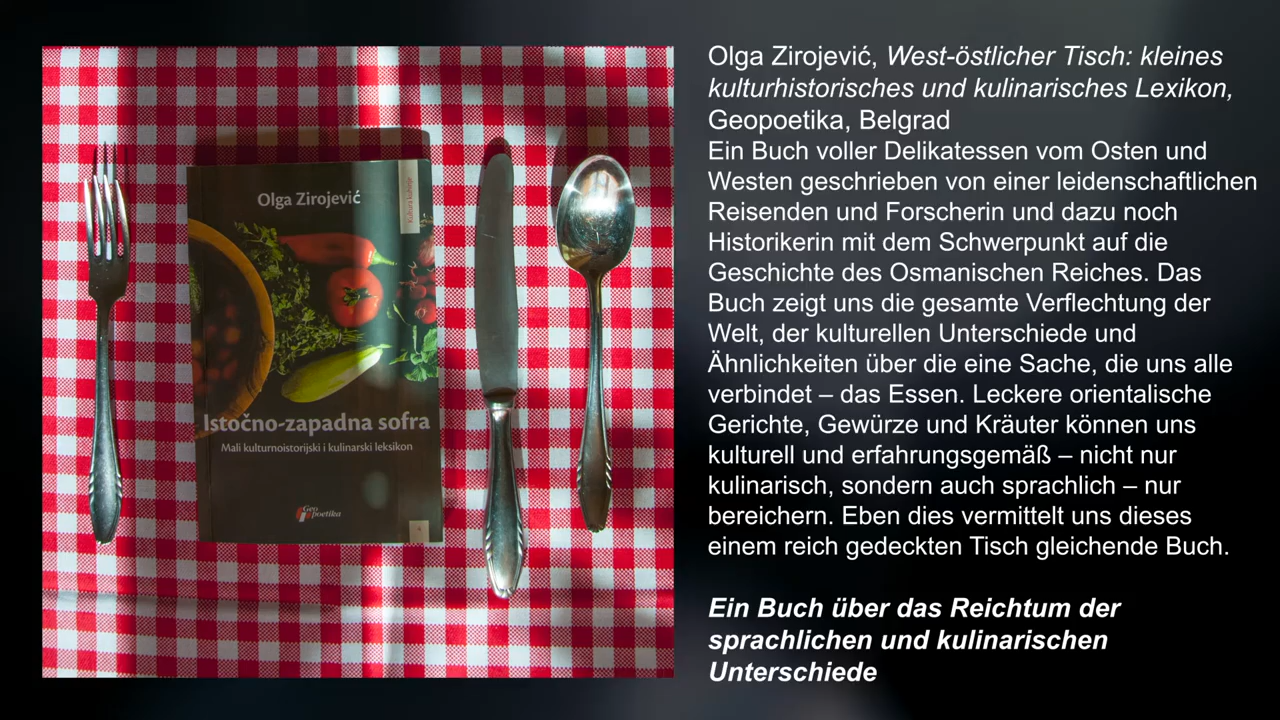 Olga Zirojević
Kultura kuhinje
Istočno-zapadna sofra
Mali kulturnoistorijski i kulinarski leksikon
Geo
poetika
Olga Zirojević, West-östlicher Tisch: kleines
kulturhistorisches und kulinarisches Lexikon,
Geopoetika, Belgrad
Ein Buch voller Delikatessen vom Osten und
Westen geschrieben von einer leidenschaftlichen
Reisenden und Forscherin und dazu noch
Historikerin mit dem Schwerpunkt auf die
Geschichte des Osmanischen Reiches. Das
Buch zeigt uns die gesamte Verflechtung der
Welt, der kulturellen Unterschiede und
Ähnlichkeiten über die eine Sache, die uns alle
verbindet – das Essen. Leckere orientalische
Gerichte, Gewürze und Kräuter können uns
kulturell und erfahrungsgemäß – nicht nur
kulinarisch, sondern auch sprachlich – nur
bereichern. Eben dies vermittelt uns dieses
einem reich gedeckten Tisch gleichende Buch.
Ein Buch über das Reichtum der
sprachlichen und kulinarischen
Unterschiede